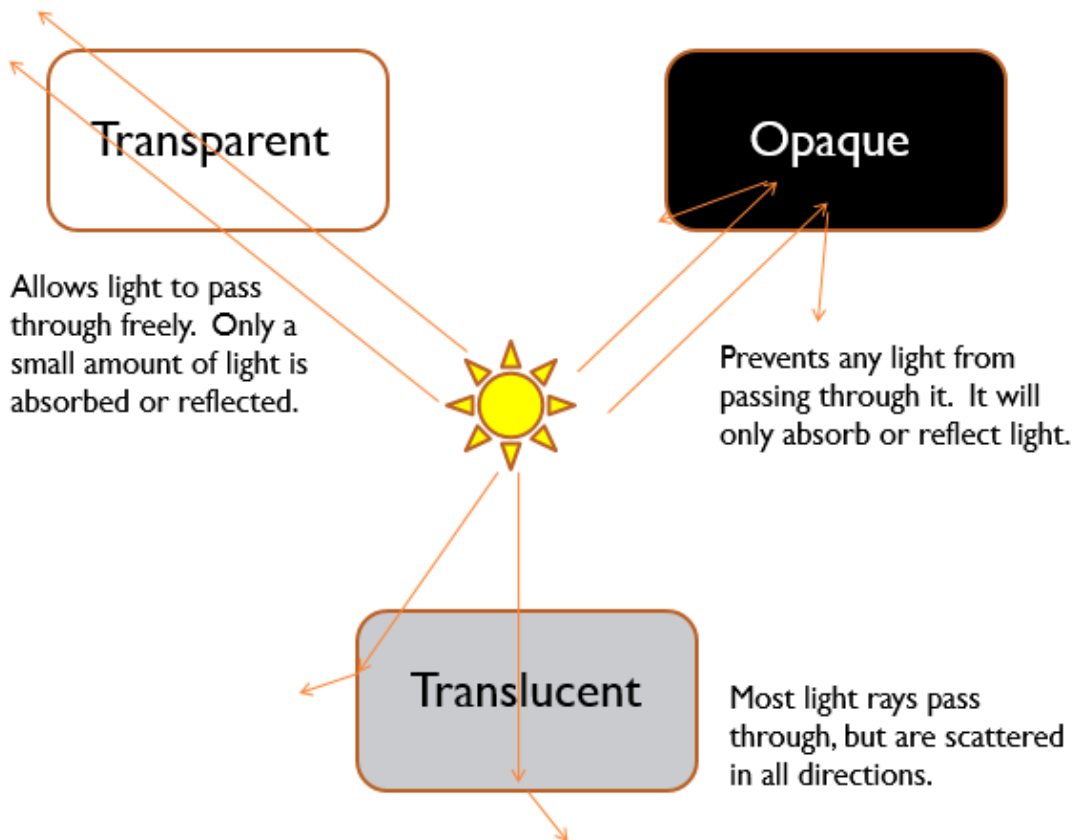 Transparent
Opaque
Allows light to pass
through freely.  Only a
small amount of light is
absorbed or reflected.
Prevents any light from
passing through it.  It will
only absorb or reflect light.
Translucent
Most light rays pass
through, but are scattered
in all directions.